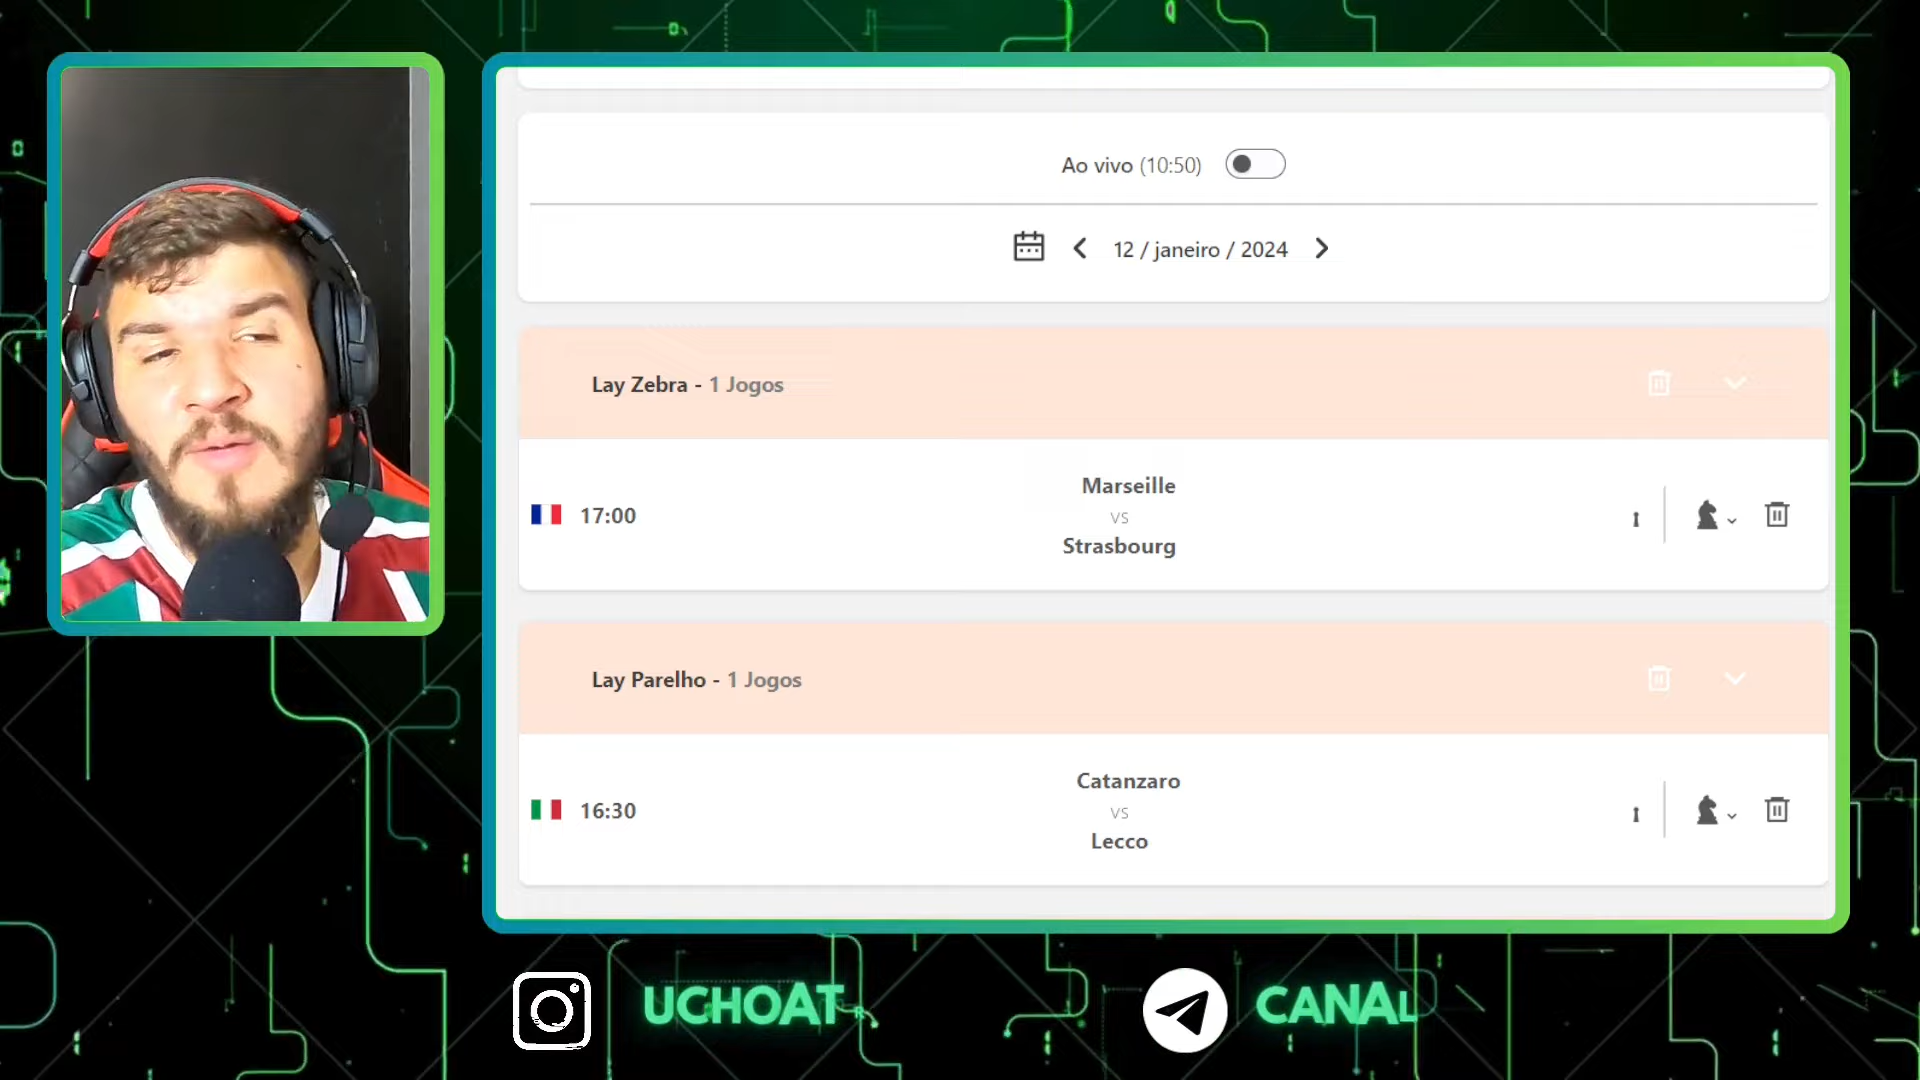 Ao vivo (10:50)
12 / janeiro / 2024
Lay Zebra - 1 Jogos
17:00
Marseille
vs
Strasbourg
Lay Parelho - 1 Jogos
16:30
Catanzaro
vs
Lecco
UCHOAT
CANAL